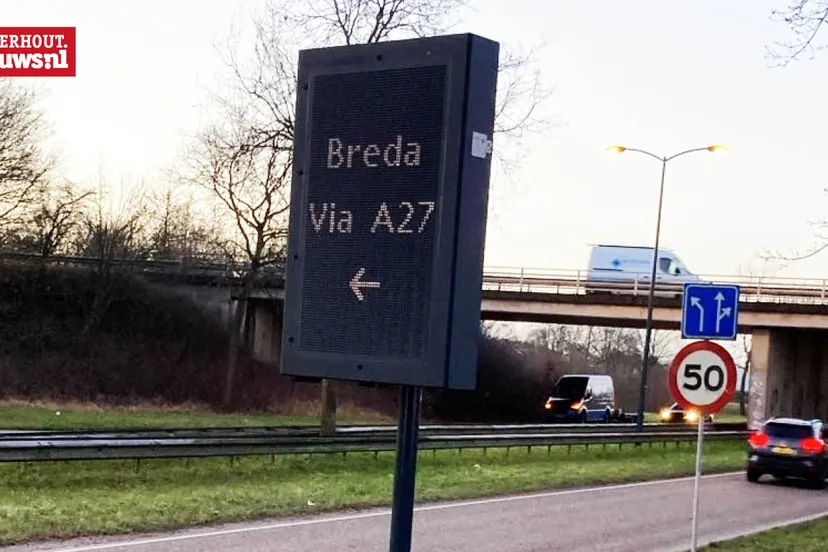 ERHOUT.
uws.nl
Breda
Via A27
←
50